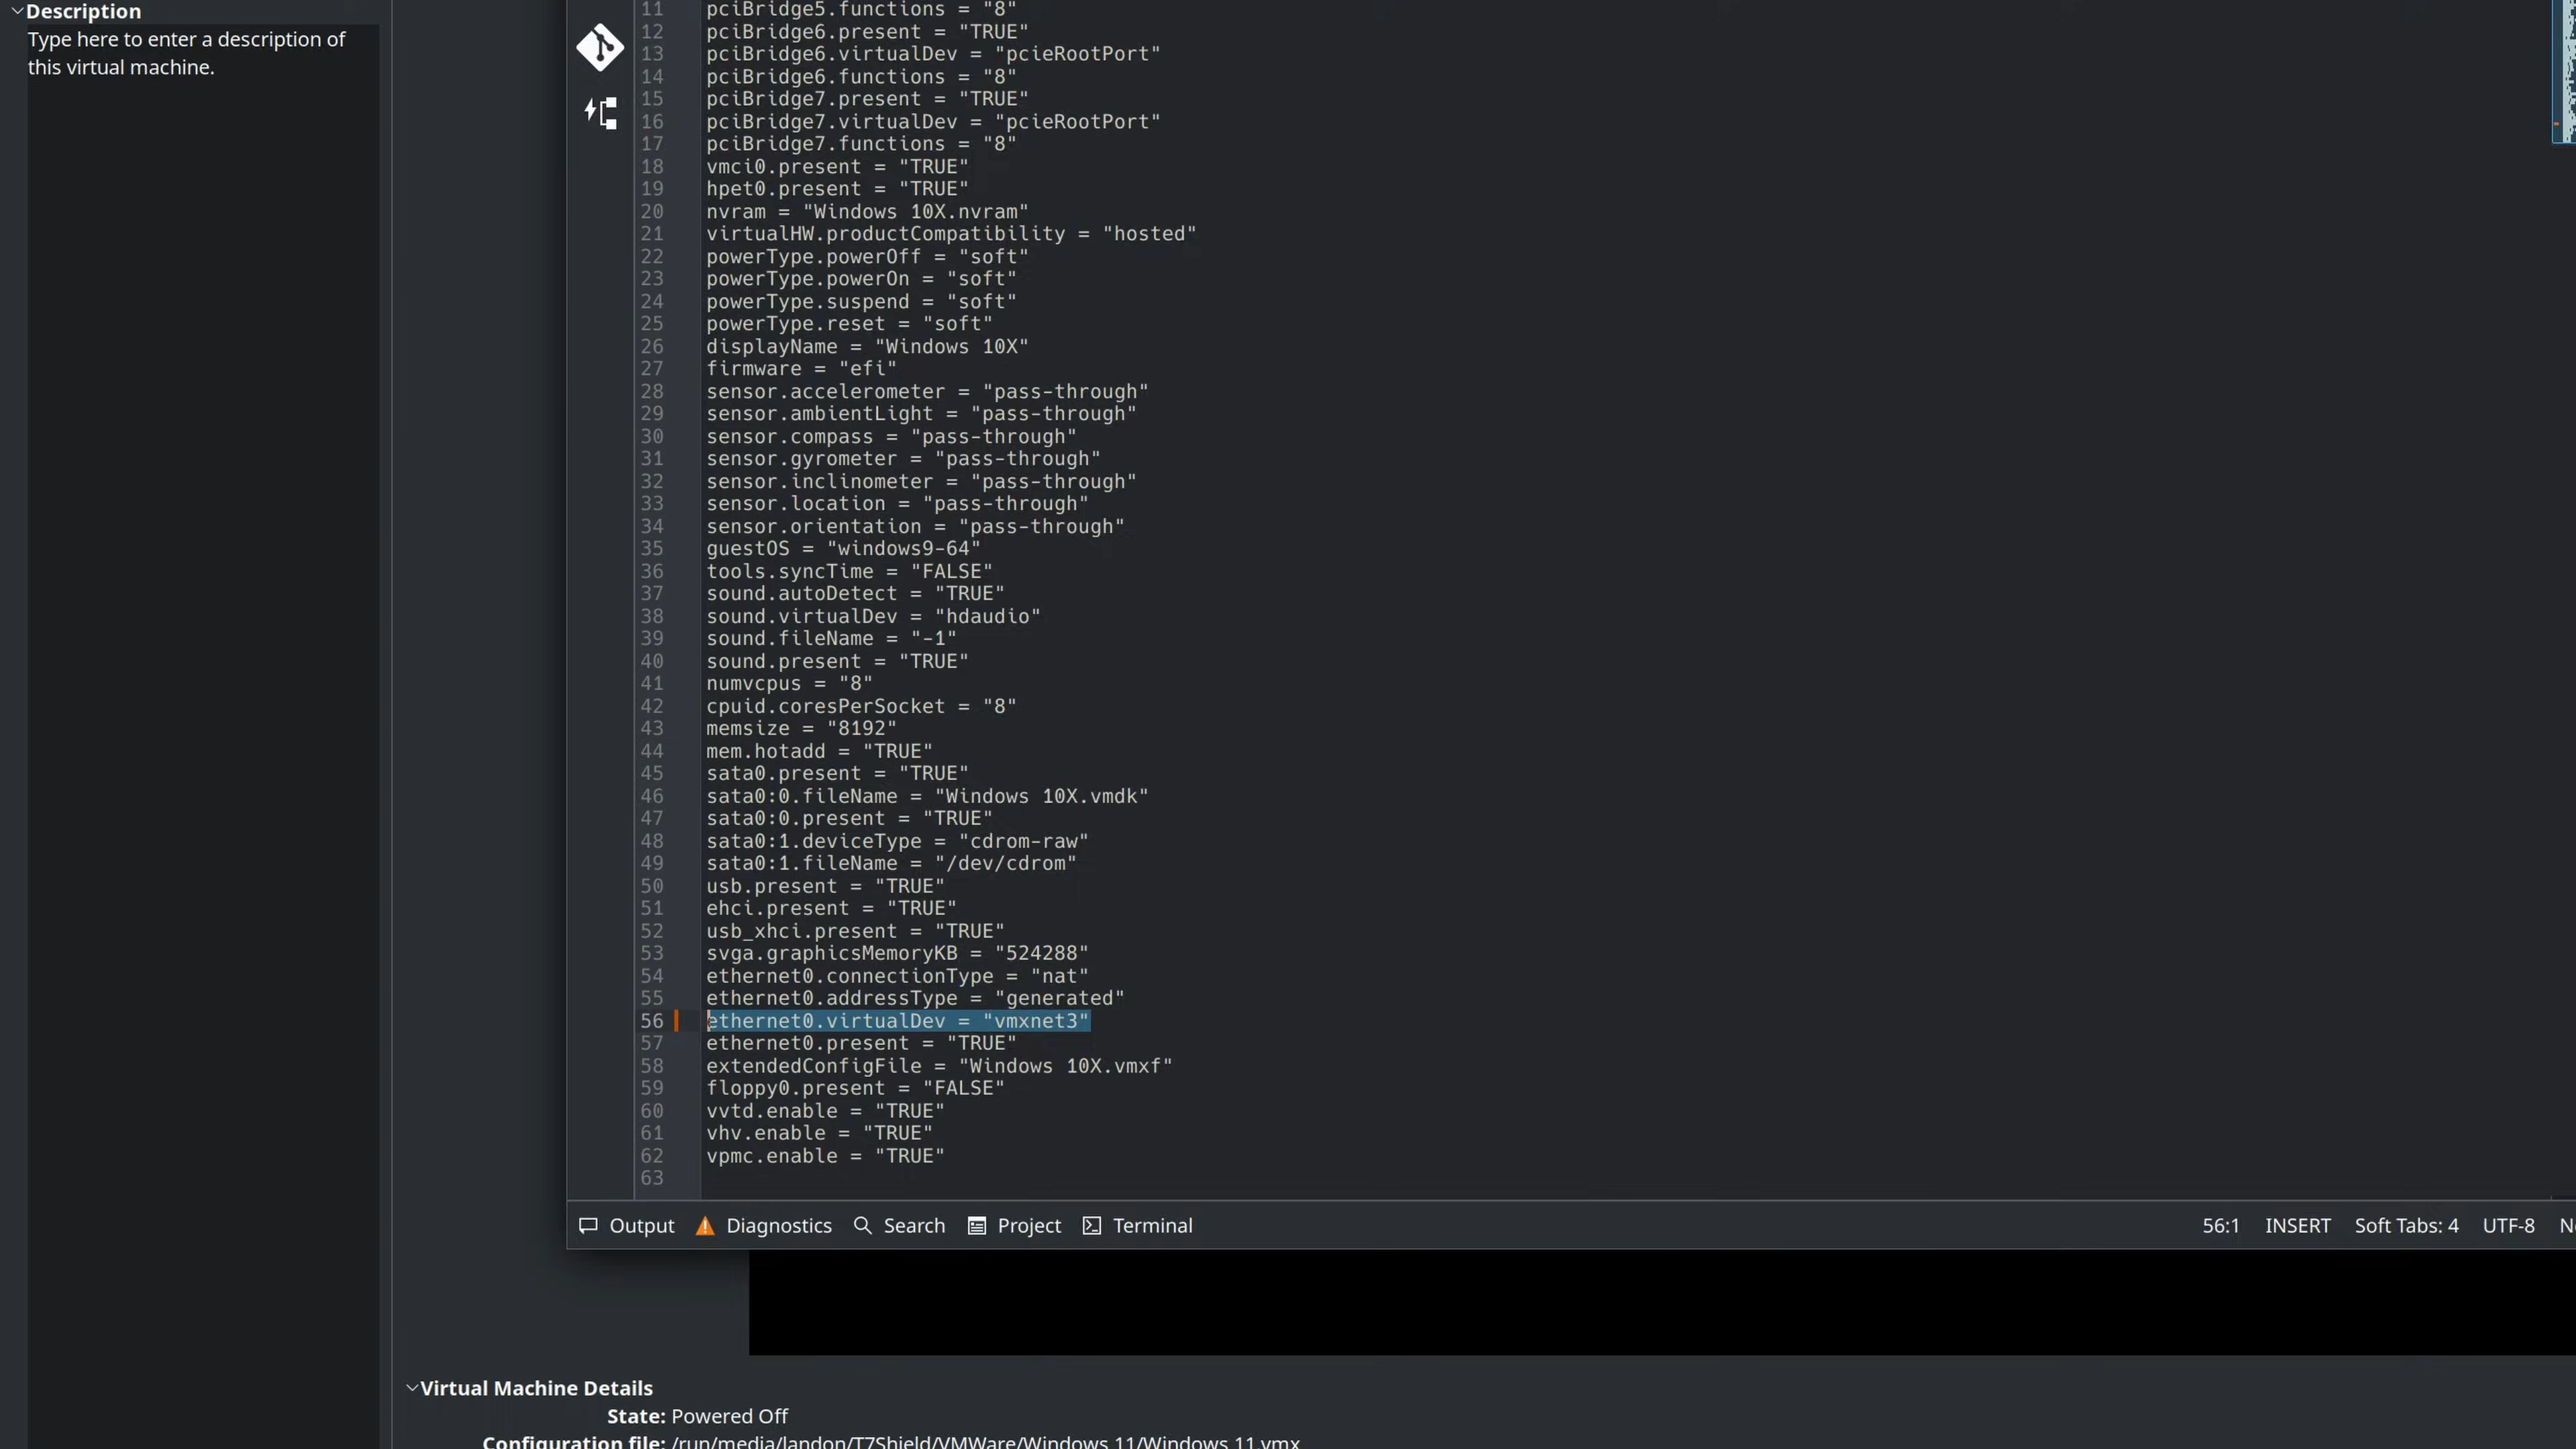 Description
Type here to enter a description of
this virtual machine.
11 pciBridge5.functions = "8"
12 pciBridge6.present = "TRUE"
13 pciBridge6.virtualDev = "pcieRootPort"
14 pciBridge6.functions = "8"
15 pciBridge7.present = "TRUE"
16 pciBridge7.virtualDev = "pcieRootPort"
17 pciBridge7.functions = "8"
18 vmci0.present = "TRUE"
19 hpet0.present = "TRUE"
20 nvram = "Windows 10X.nvram"
21 virtualHW.productCompatibility = "hosted"
22 powerType.powerOff = "soft"
23 powerType.powerOn = "soft"
24 powerType.suspend = "soft"
25 powerType.reset = "soft"
26 displayName = "Windows 10X"
27 firmware = "efi"
28 sensor.accelerometer = "pass-through"
29 sensor.ambientLight = "pass-through"
30 sensor.compass = "pass-through"
31 sensor.gyrometer = "pass-through"
32 sensor.inclinometer = "pass-through"
33 sensor.location = "pass-through"
34 sensor.orientation = "pass-through"
35 guestOS = "windows9-64"
36 tools.syncTime = "FALSE"
37 sound.autoDetect = "TRUE"
38 sound.virtualDev = "hdaudio"
39 sound.fileName = "-1"
40 sound.present = "TRUE"
41 numvcpus = "8"
42 cpuid.coresPerSocket = "8"
43 memsize = "8192"
44 mem.hotadd = "TRUE"
45 sata0.present = "TRUE"
46 sata0:0.fileName = "Windows 10X.vmdk"
47 sata0:0.present = "TRUE"
48 sata0:1.deviceType = "cdrom-raw"
49 sata0:1.fileName = "/dev/cdrom"
50 usb.present = "TRUE"
51 ehci.present = "TRUE"
52 usb_xhci.present = "TRUE"
53 svga.graphicsMemoryKB = "524288"
54 ethernet0.connectionType = "nat"
55 ethernet0.addressType = "generated"
56 ethernet0.virtualDev = "vmxnet3"
57 ethernet0.present = "TRUE"
58 extendedConfigFile = "Windows 10X.vmxf"
59 floppy0.present = "FALSE"
60 vvtd.enable = "TRUE"
61 vhv.enable = "TRUE"
62 vpmc.enable = "TRUE"
63
Output Diagnostics Search Project Terminal 56:1 INSERT Soft Tabs: 4 UTF-8
Virtual Machine Details
State: Powered Off
Configuration file: /run/media/landon/T7Shield/VMWare/Windows 11/Windows 11.vmx